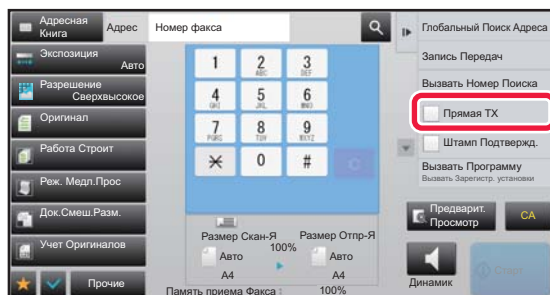 Адресная
Книга
Адрес
Номер факса
Глобальный Поиск Адреса
Экспозиция
Авто
Запись Передач
Разрешение
Сверхвысокое
Вызвать Номер Поиска
Прямая TX
Оригинал
Штамп Подтвержд.
Работа Строит
Вызвать Программу
Вызвать Зарегистр. установки
Реж. Медл.Прос
Док.Смеш.Разм.
Предварит.
Просмотр
CA
Учет Оригиналов
Прочие
1
2
ABC
3
DEF
4
GHI
5
JKL
6
MNO
7
PQRS
8
TUV
9
WXYZ
0
#
Размер Скан-Я
Размер Отпр-Я
100%
Авто
A4
Авто
A4
Память приема Факса :
100%
Динамик
Старт